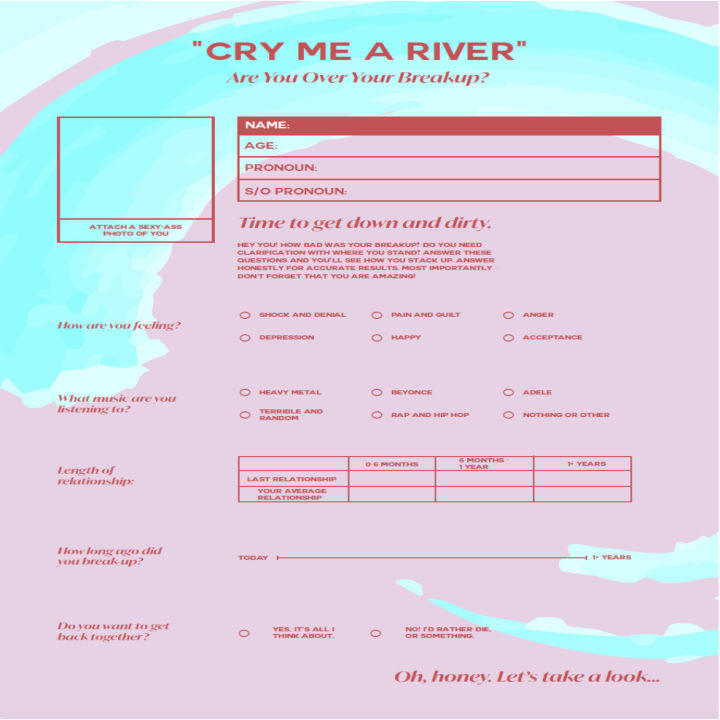 "CRY ME A RIVER"
Are You Over Your Breakup?
NAME:
AGE:
PRONOUN:
S/O PRONOUN:
ATTACH A SEXY-ASS
PHOTO OF YOU
Time to get down and dirty.
HEY YOU! HOW BAD WAS YOUR BREAKUP? DO YOU NEED
CLARIFICATION WITH WHERE YOU STAND? ANSWER THESE
QUESTIONS AND YOU'LL SEE HOW YOU STACK UP. ANSWER
HONESTLY FOR ACCURATE RESULTS. MOST IMPORTANTLY -
DON'T FORGET THAT YOU ARE AMAZING!
How are you feeling?
SHOCK AND DENIAL
PAIN AND GUILT
ANGER
DEPRESSION
HAPPY
ACCEPTANCE
What music are you
listening to?
HEAVY METAL
BEYONCE
ADELE
TERRIBLE AND
RANDOM
RAP AND HIP HOP
NOTHING OR OTHER
Length of
relationship:
0-6 MONTHS
6 MONTHS -
1 YEAR
1+ YEARS
LAST RELATIONSHIP
YOUR AVERAGE
RELATIONSHIP
How long ago did
you break-up?
TODAY
1+ YEARS
Do you want to get
back together?
YES, IT'S ALL I
THINK ABOUT.
NO! I'D RATHER DIE,
OR SOMETHING.
Oh, honey. Let's take a look...